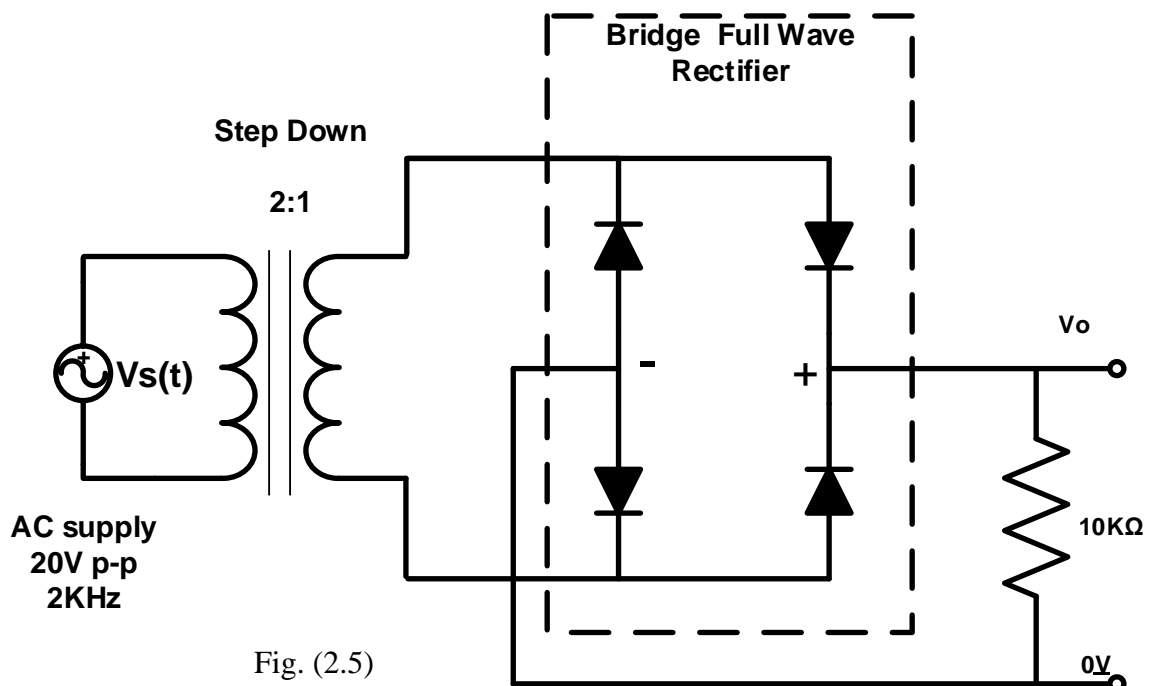 Bridge Full Wave
Rectifier
Step Down
2:1
Vo
+
Vs(t)
-
+
10KΩ
AC supply
20V p-p
2KHz
Fig. (2.5)
0V